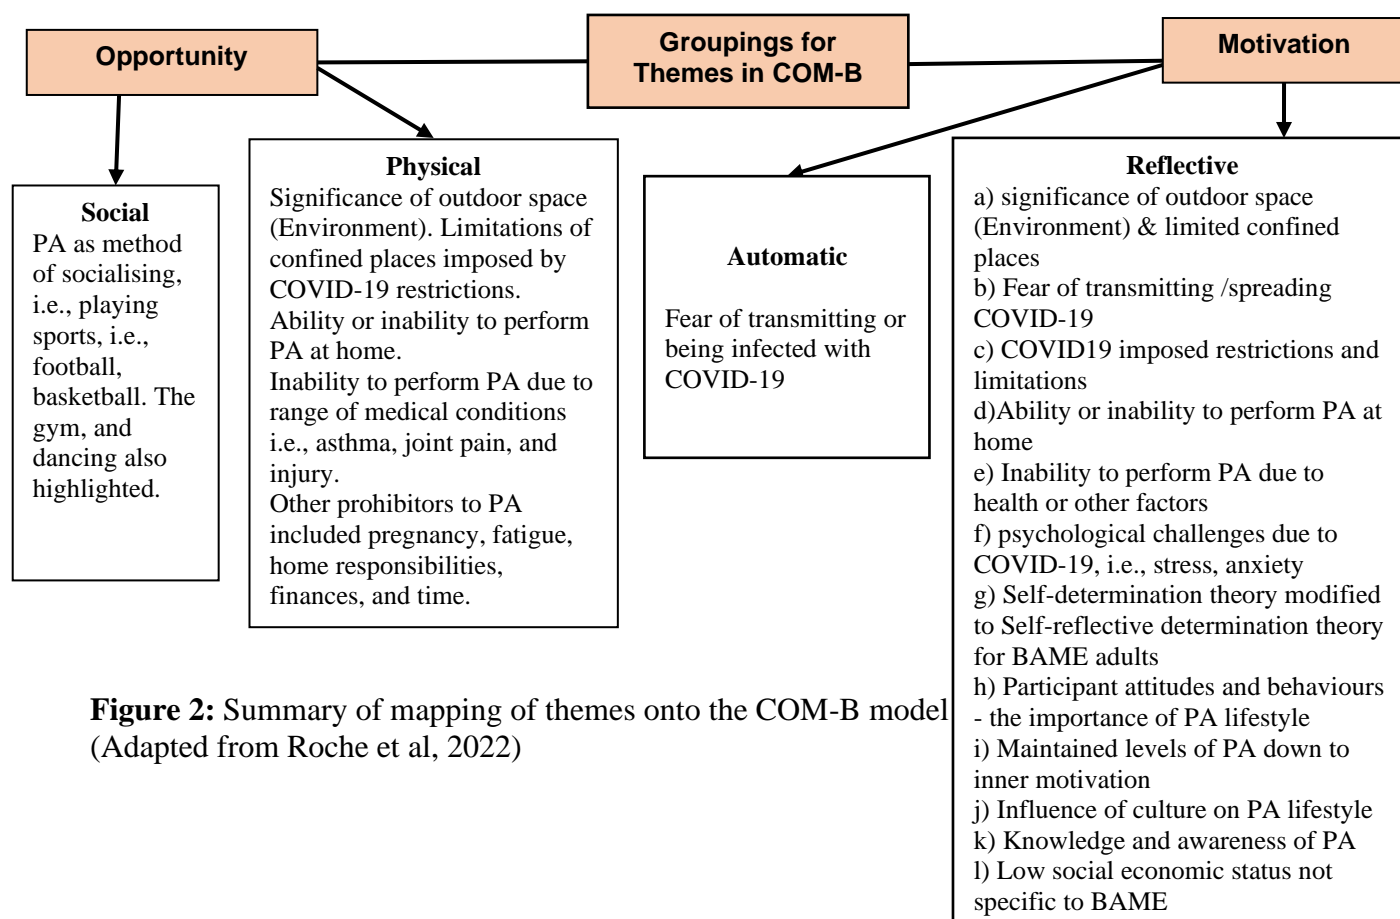 Opportunity
Groupings for
Themes in COM-B
Motivation
Social
PA as method
of socialising,
i.e., playing
sports, i.e.,
football,
basketball. The
gym, and
dancing also
highlighted.
Physical
Significance of outdoor space
(Environment). Limitations of
confined places imposed by
COVID-19 restrictions.
Ability or inability to perform
PA at home.
Inability to perform PA due to
range of medical conditions
i.e., asthma, joint pain, and
injury.
Other prohibitors to PA
included pregnancy, fatigue,
home responsibilities,
finances, and time.
Automatic
Fear of transmitting or
being infected with
COVID-19
Reflective
a) significance of outdoor space
(Environment) & limited confined
places
b) Fear of transmitting /spreading
COVID-19
c) COVID19 imposed restrictions and
limitations
d)Ability or inability to perform PA at
home
e) Inability to perform PA due to
health or other factors
f) psychological challenges due to
COVID-19, i.e., stress, anxiety
g) Self-determination theory modified
to Self-reflective determination theory
for BAME adults
h) Participant attitudes and behaviours
- the importance of PA lifestyle
i) Maintained levels of PA down to
inner motivation
j) Influence of culture on PA lifestyle
k) Knowledge and awareness of PA
l) Low social economic status not
specific to BAME
Figure 2: Summary of mapping of themes onto the COM-B model
(Adapted from Roche et al, 2022)